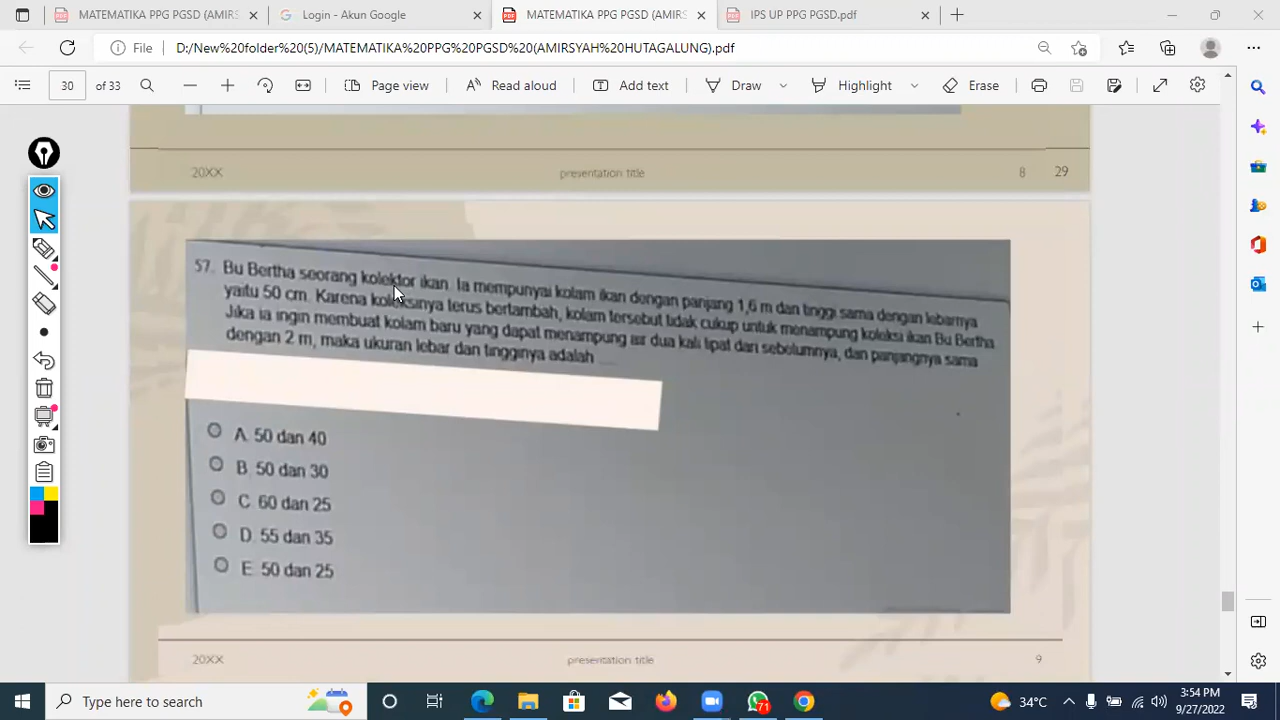 MATEMATIKA PPG PGSD (AMIRS
Login - Akun Google
MATEMATIKA PPG PGSD (AMIRS
IPS UP PPG PGSD.pdf
File
D:/New%20folder%20(5)/MATEMATIKA%20PPG%20PGSD%20(AMIRSYAH%20HUTAGALUNG).pdf
30 of 33
Page view
Read aloud
Add text
Draw
Highlight
Erase
20XX presentation title 8 29
57. Bu Bertha seorang kolektor ikan. Ia mempunyai kolam ikan dengan panjang 1,6 m dan tinggi sama dengan lebarnya
yaitu 50 cm. Karena koleksinya terus bertambah, kolam tersebut tidak cukup untuk menampung koleksi ikan Bu Bertha
Jika ia ingin membuat kolam baru yang dapat menampung air dua kali lipat dari sebelumnya, dan panjangnya sama
dengan 2 m, maka ukuran lebar dan tingginya adalah ....
A. 50 dan 40
B. 50 dan 30
C. 60 dan 25
D. 55 dan 35
E. 50 dan 25
20XX presentation title 9
Type here to search
71
34°C
3:54 PM
9/27/2022